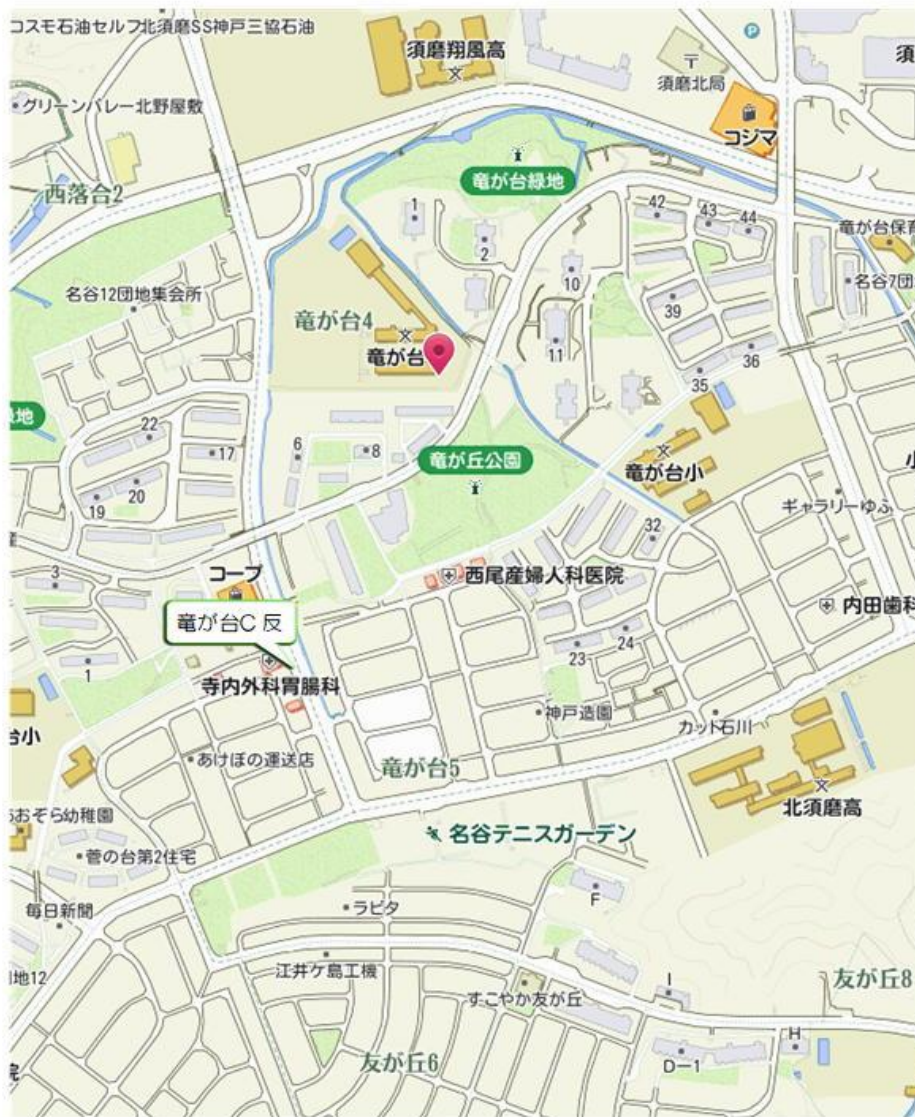 コスモ石油セルフ北須磨SS神戸三協石油
須磨翔風高
文
P
〒
須磨北局
須
グリーンバレー北野屋敷
コジマ
竜が台緑地
西落合2
1
2
42
43
44
竜が台保育
名谷12団地集会所
10
名谷7団
39
竜が台4
文
竜が台
11
36
35
地
22
17
6
8
竜が丘公園
文
竜が台小
20
19
ギャラリーゆふ
32
3
コープ
西尾産婦人科医院
竜が台C 反
内田歯科
24
23
1
寺内外科胃腸科
神戸造園
カット石川
台小
あけぼの運送店
竜が台5
文
北須磨高
おおぞら幼稚園
名谷テニスガーデン
菅の台第2住宅
F
ラビタ
毎日新聞
江井ケ島工機
地12
すこやか友が丘
I
友が丘8
H
友が丘6
D-1
院